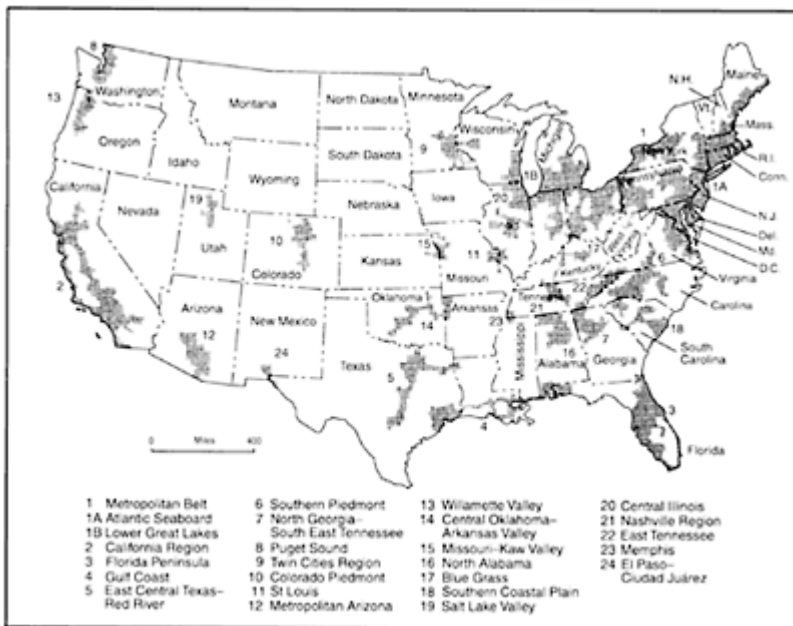 8
Washington
13
Oregon
Idaho
Montana
North Dakota
Minnesota
Wisconsin
Michigan
N.H.
Vt.
Maine
Mass.
R.I.
Conn.
1
1A
N.J.
Del.
Md.
D.C.
South Dakota
9
1B
Wyoming
California
Nevada
19
Utah
10
Colorado
Nebraska
Iowa
20
Kansas
15
11
Missouri
Kentucky
22
6
Virginia
Carolina
2
Arizona
12
New Mexico
24
Oklahoma
14
Arkansas
23
21
Mississippi
16
Alabama
7
Georgia
18
South
Carolina
Texas
5
4
3
2
Florida
0 Miles 400
1 Metropolitan Belt
1A Atlantic Seaboard
1B Lower Great Lakes
2 California Region
3 Florida Peninsula
4 Gulf Coast
5 East Central Texas–
Red River
6 Southern Piedmont
7 North Georgia–
South East Tennessee
8 Puget Sound
9 Twin Cities Region
10 Colorado Piedmont
11 St Louis
12 Metropolitan Arizona
13 Willamette Valley
14 Central Oklahoma–
Arkansas Valley
15 Missouri–Kaw Valley
16 North Alabama
17 Blue Grass
18 Southern Coastal Plain
19 Salt Lake Valley
20 Central Illinois
21 Nashville Region
22 East Tennessee
23 Memphis
24 El Paso–
Ciudad Juárez